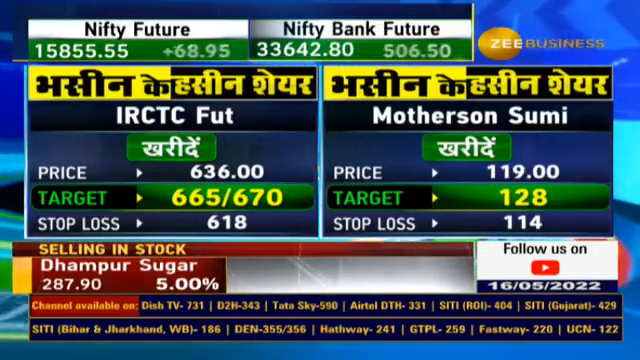 Nifty Future
15855.55 +68.95
Nifty Bank Future
33642.80 506.50
ZEE BUSINESS
भसीन के हसीन शेयर
IRCTC Fut
खरीदें
PRICE 636.00
TARGET 665/670
STOP LOSS 618
भसीन के हसीन शेयर
Motherson Sumi
खरीदें
PRICE 119.00
TARGET 128
STOP LOSS 114
SELLING IN STOCK
Dhampur Sugar
287.90 5.00%
Follow us on
16/05/2022
Channel available on: Dish TV- 731 | D2H-343 | Tata Sky-590 | Airtel DTH- 331 | SITI (ROI)- 404 | SITI (Gujarat)- 429
SITI (Bihar & Jharkhand, WB)- 186 | DEN-355/356 | Hathway- 241 | GTPL- 259 | Fastway- 220 | UCN- 122